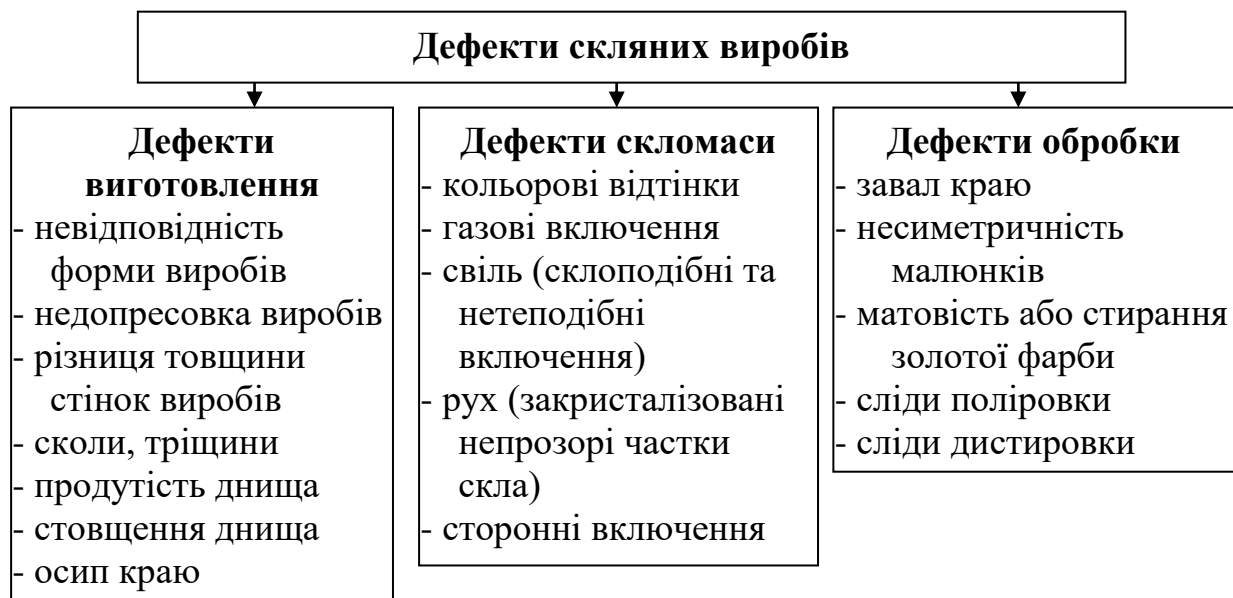 Дефекти скляних виробів
Дефекти
виготовлення
- невідповідність
форми виробів
- недопресовка виробів
- різниця товщини
стінок виробів
- сколи, тріщини
- продутість днища
- стовщення днища
- осип краю
Дефекти скломаси
- кольорові відтінки
- газові включення
- свіль (склоподібні та
нетеподібні
включення)
- рух (закристалізовані
непрозорі частки
скла)
- сторонні включення
Дефекти обробки
- завал краю
- несиметричність
малюнків
- матовість або стирання
золотої фарби
- сліди поліровки
- сліди дистировки